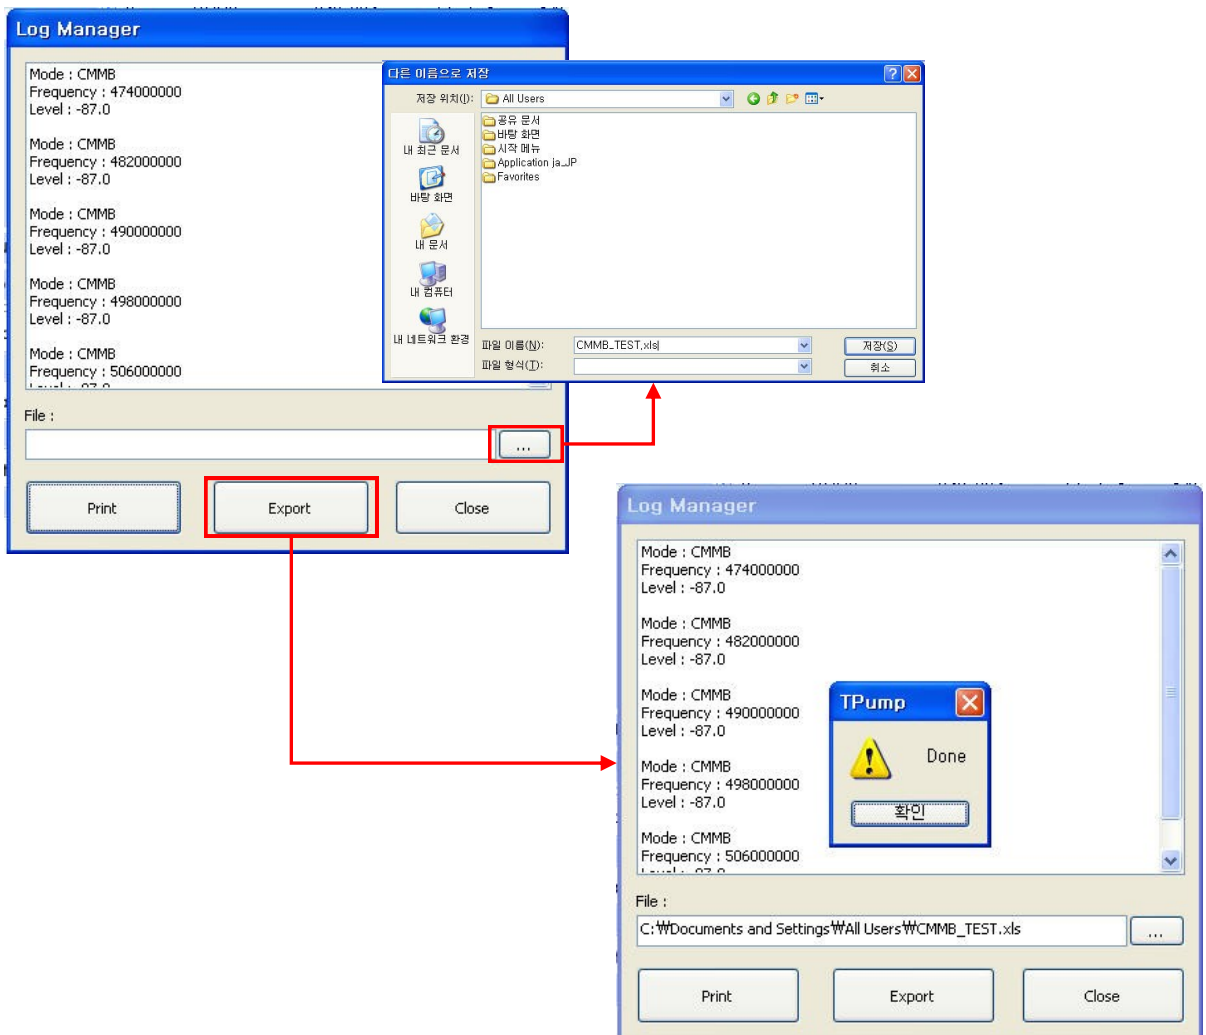 Log Manager
Mode : CMMB
Frequency : 474000000
Level : -87.0
Mode : CMMB
Frequency : 482000000
Level : -87.0
Mode : CMMB
Frequency : 490000000
Level : -87.0
Mode : CMMB
Frequency : 498000000
Level : -87.0
Mode : CMMB
Frequency : 506000000
File :
...
Print
Export
Close
다른 이름으로 저장
저장 위치(I):
All Users
내 최근 문서
바탕 화면
내 문서
내 컴퓨터
내 네트워크 환경
공유 문서
바탕 화면
시작 메뉴
Application ja_JP
Favorites
파일 이름(N):
CMMB_TEST.xls
저장(S)
파일 형식(T):
취소
Log Manager
Mode : CMMB
Frequency : 474000000
Level : -87.0
Mode : CMMB
Frequency : 482000000
Level : -87.0
Mode : CMMB
Frequency : 490000000
Level : -87.0
Mode : CMMB
Frequency : 498000000
Level : -87.0
Mode : CMMB
Frequency : 506000000
TPump
Done
확인
File :
C:₩Documents and Settings₩All Users₩CMMB_TEST.xls
...
Print
Export
Close